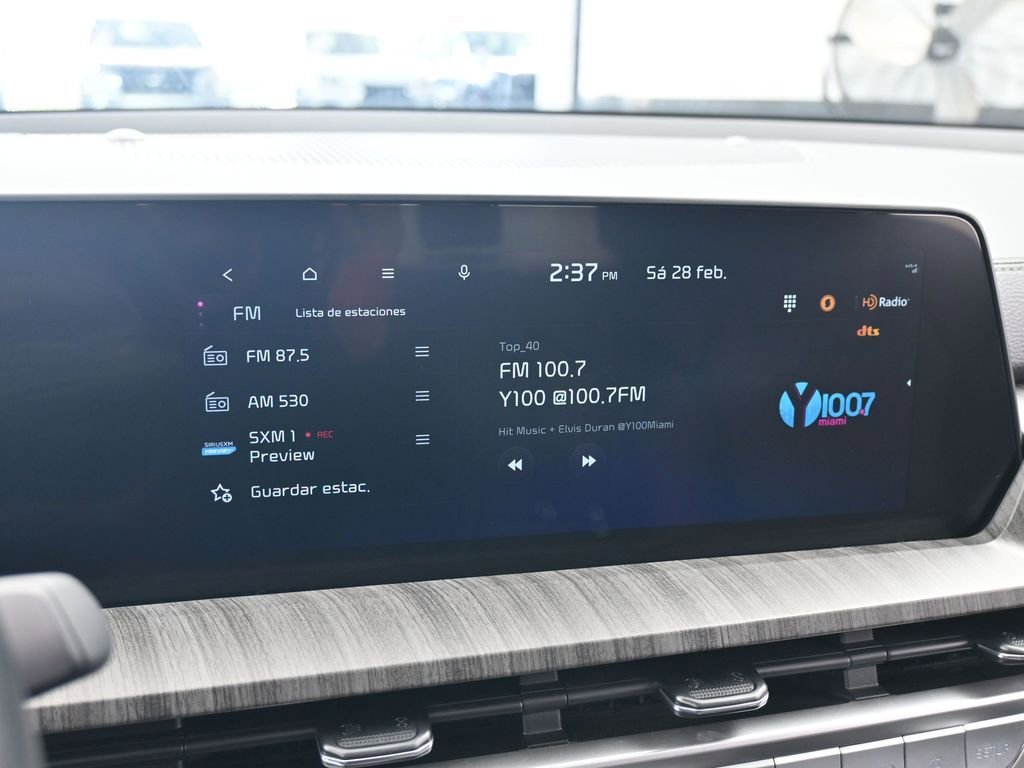 2:37 PM Sá 28 feb.
FM Lista de estaciones
HD Radio
dts
FM 87.5
AM 530
SIRIUSXM PREVIEW SXM 1 REC
Preview
Guardar estac.
Top_40
FM 100.7
Y100 @100.7FM
Hit Music + Elvis Duran @Y100Miami
Y100.7
miami
SETUP